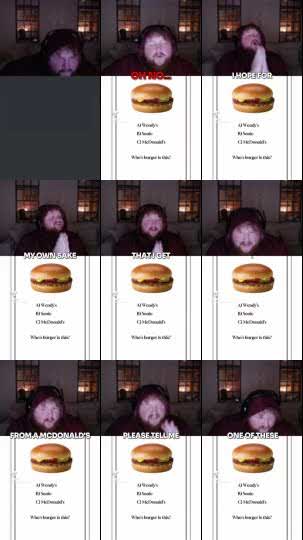 OH NO...
A) Wendy's
B) Sonic
C) McDonald's
Who's burger is this?
I HOPE FOR
A) Wendy's
B) Sonic
C) McDonald's
Who's burger is this?
MY OWN SAKE
A) Wendy's
B) Sonic
C) McDonald's
Who's burger is this?
THAT I GET
A) Wendy's
B) Sonic
C) McDonald's
Who's burger is this?
A) Wendy's
B) Sonic
C) McDonald's
Who's burger is this?
FROM A MCDONALD'S
A) Wendy's
B) Sonic
C) McDonald's
Who's burger is this?
PLEASE TELL ME
A) Wendy's
B) Sonic
C) McDonald's
Who's burger is this?
ONE OF THESE
A) Wendy's
B) Sonic
C) McDonald's
Who's burger is this?